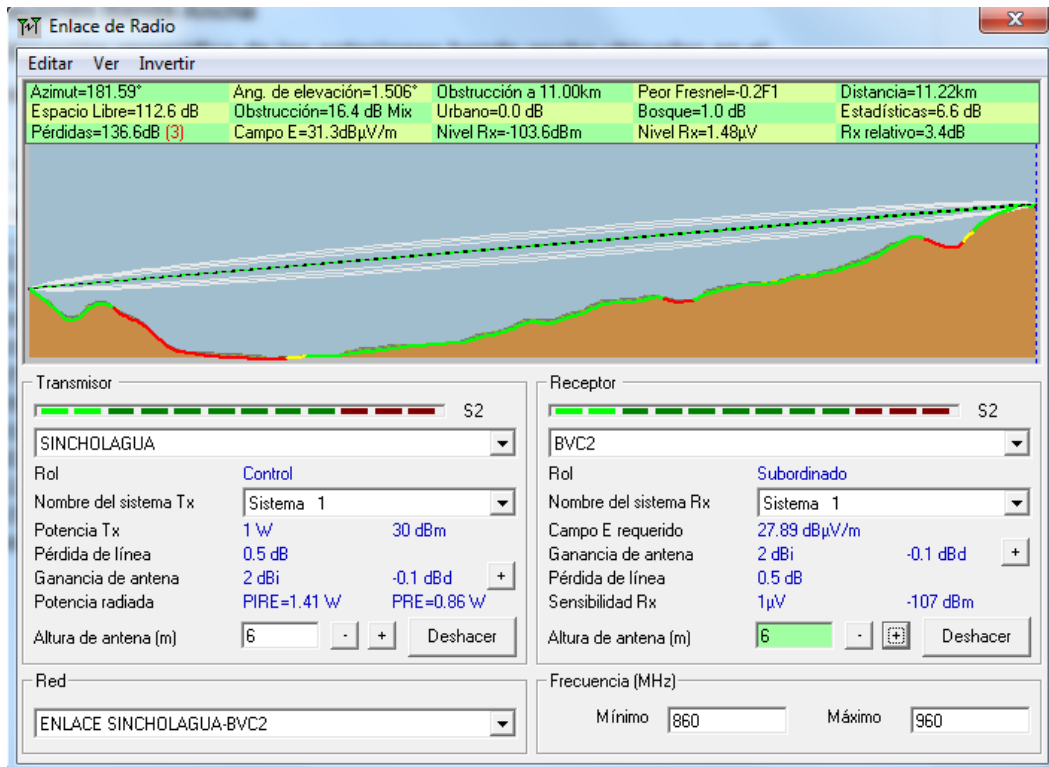 Enlace de Radio
Editar Ver Invertir
Azimut=181.59° Ang. de elevación=1.506° Obstrucción a 11.00km Peor Fresnel=-0.2F1 Distancia=11.22km
Espacio Libre=112.6 dB Obstrucción=16.4 dB Mix Urbano=0.0 dB Bosque=1.0 dB Estadísticas=6.6 dB
Pérdidas=136.6dB (3) Campo E=31.3dBµV/m Nivel Rx=-103.6dBm Nivel Rx=1.48µV Rx relativo=3.4dB
Transmisor
S2
SINCHOLAGUA
Rol Control
Nombre del sistema Tx Sistema 1
Potencia Tx 1 W 30 dBm
Pérdida de línea 0.5 dB
Ganancia de antena 2 dBi -0.1 dBd +
Potencia radiada PIRE=1.41 W PRE=0.86 W
Altura de antena (m) 6 - + Deshacer
Receptor
S2
BVC2
Rol Subordinado
Nombre del sistema Rx Sistema 1
Campo E requerido 27.89 dBµV/m
Ganancia de antena 2 dBi -0.1 dBd +
Pérdida de línea 0.5 dB
Sensibilidad Rx 1µV -107 dBm
Altura de antena (m) 6 - + Deshacer
Red
ENLACE SINCHOLAGUA-BVC2
Frecuencia (MHz)
Mínimo 860 Máximo 960